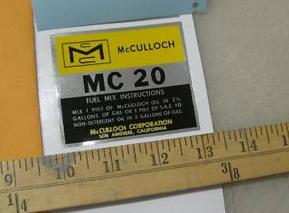 McCULLOCH
MC 20
FUEL MIX INSTRUCTIONS
MIX 1 PINT OF McCULLOCH OIL IN 2½
GALLONS OF GAS OR 1 PINT OF S.A.E. 10
NON-DETERGENT OIL IN 2 GALLONS OF GAS
McCULLOCH CORPORATION
LOS ANGELES, CALIFORNIA
9 10 11 12 13 14